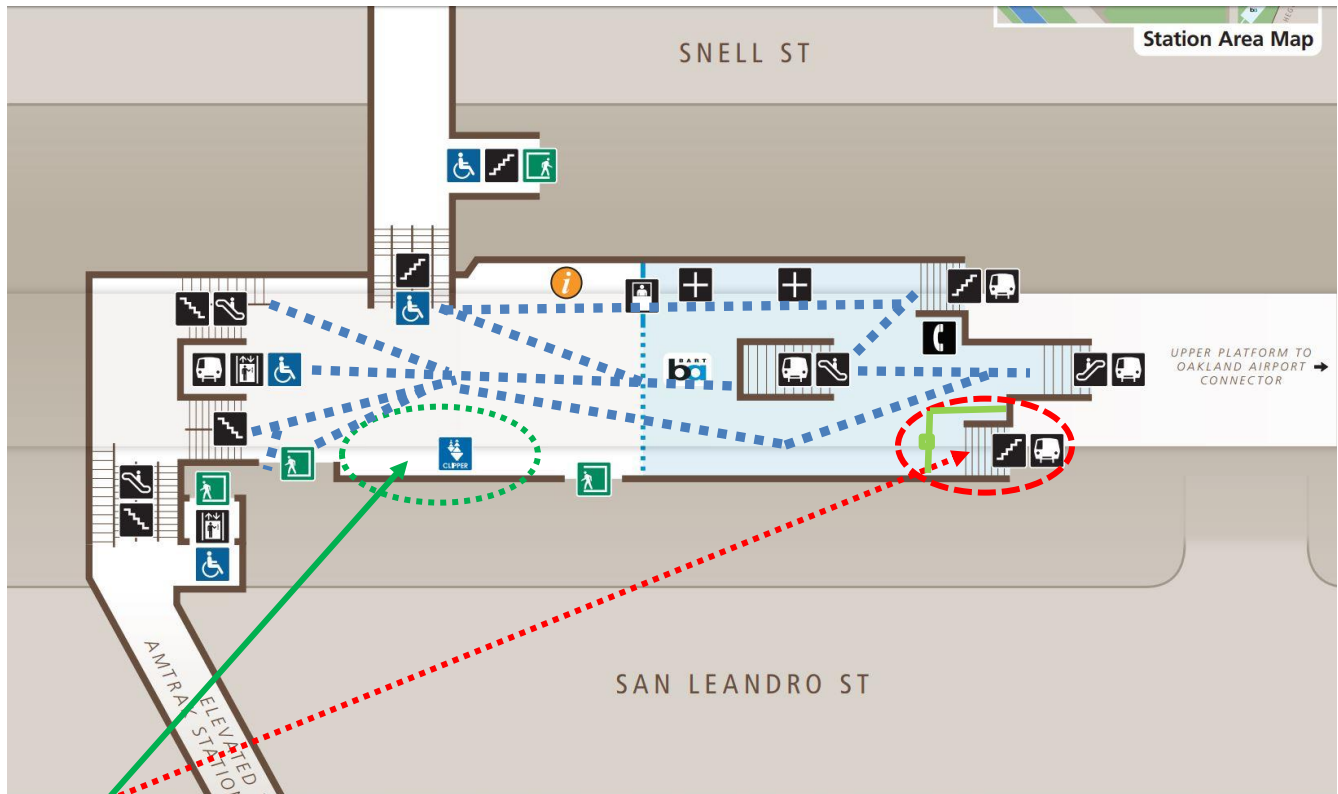 SNELL ST
Station Area Map
i
BART
ba
UPPER PLATFORM TO
OAKLAND AIRPORT
CONNECTOR
CLIPPER
SAN LEANDRO ST
ELEVATED
AMTRAK STATION